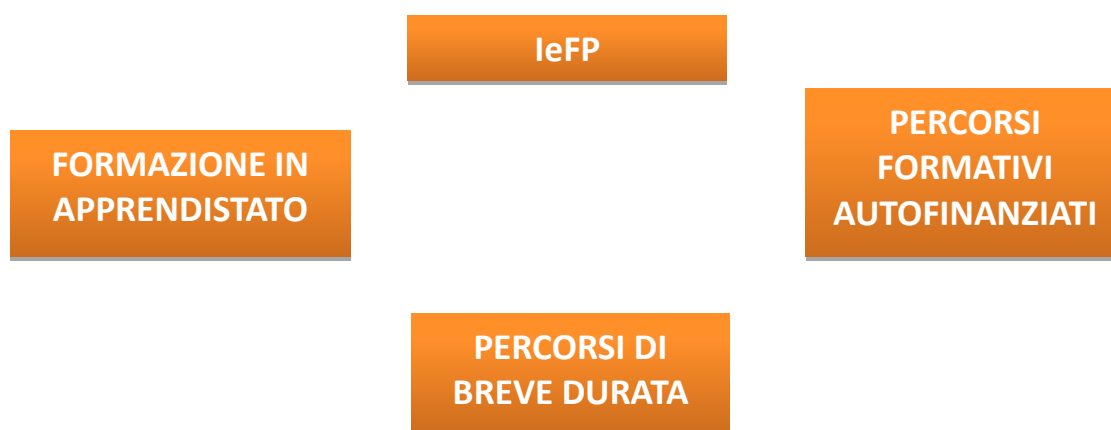 IeFP
FORMAZIONE IN
APPRENDISTATO
PERCORSI
FORMATIVI
AUTOFINANZIATI
PERCORSI DI
BREVE DURATA